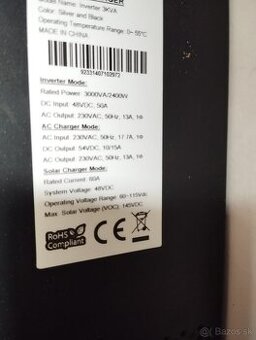 Model Name: Inverter 3KVA
Color: Silver and Black
Operating Temperature Range: 0~ 55°C
MADE IN CHINA
92331407102972
Inverter Mode:
Rated Power: 3000VA/2400W
DC Input: 48VDC, 50A
AC Output: 230VAC, 50Hz, 13A, 1Φ
AC Charger Mode:
AC Input: 230VAC, 50Hz, 17.7A, 1Φ
DC Output: 54VDC, 10/15A
AC Output: 230VAC, 50Hz, 13A, 1Φ
Solar Charger Mode:
Rated Current: 60A
System Voltage: 48VDC
Operating Voltage Range: 60~115Vdc
Max. Solar Voltage (VOC): 145VDC
RoHS
Compliant
CE
Bazos.sk